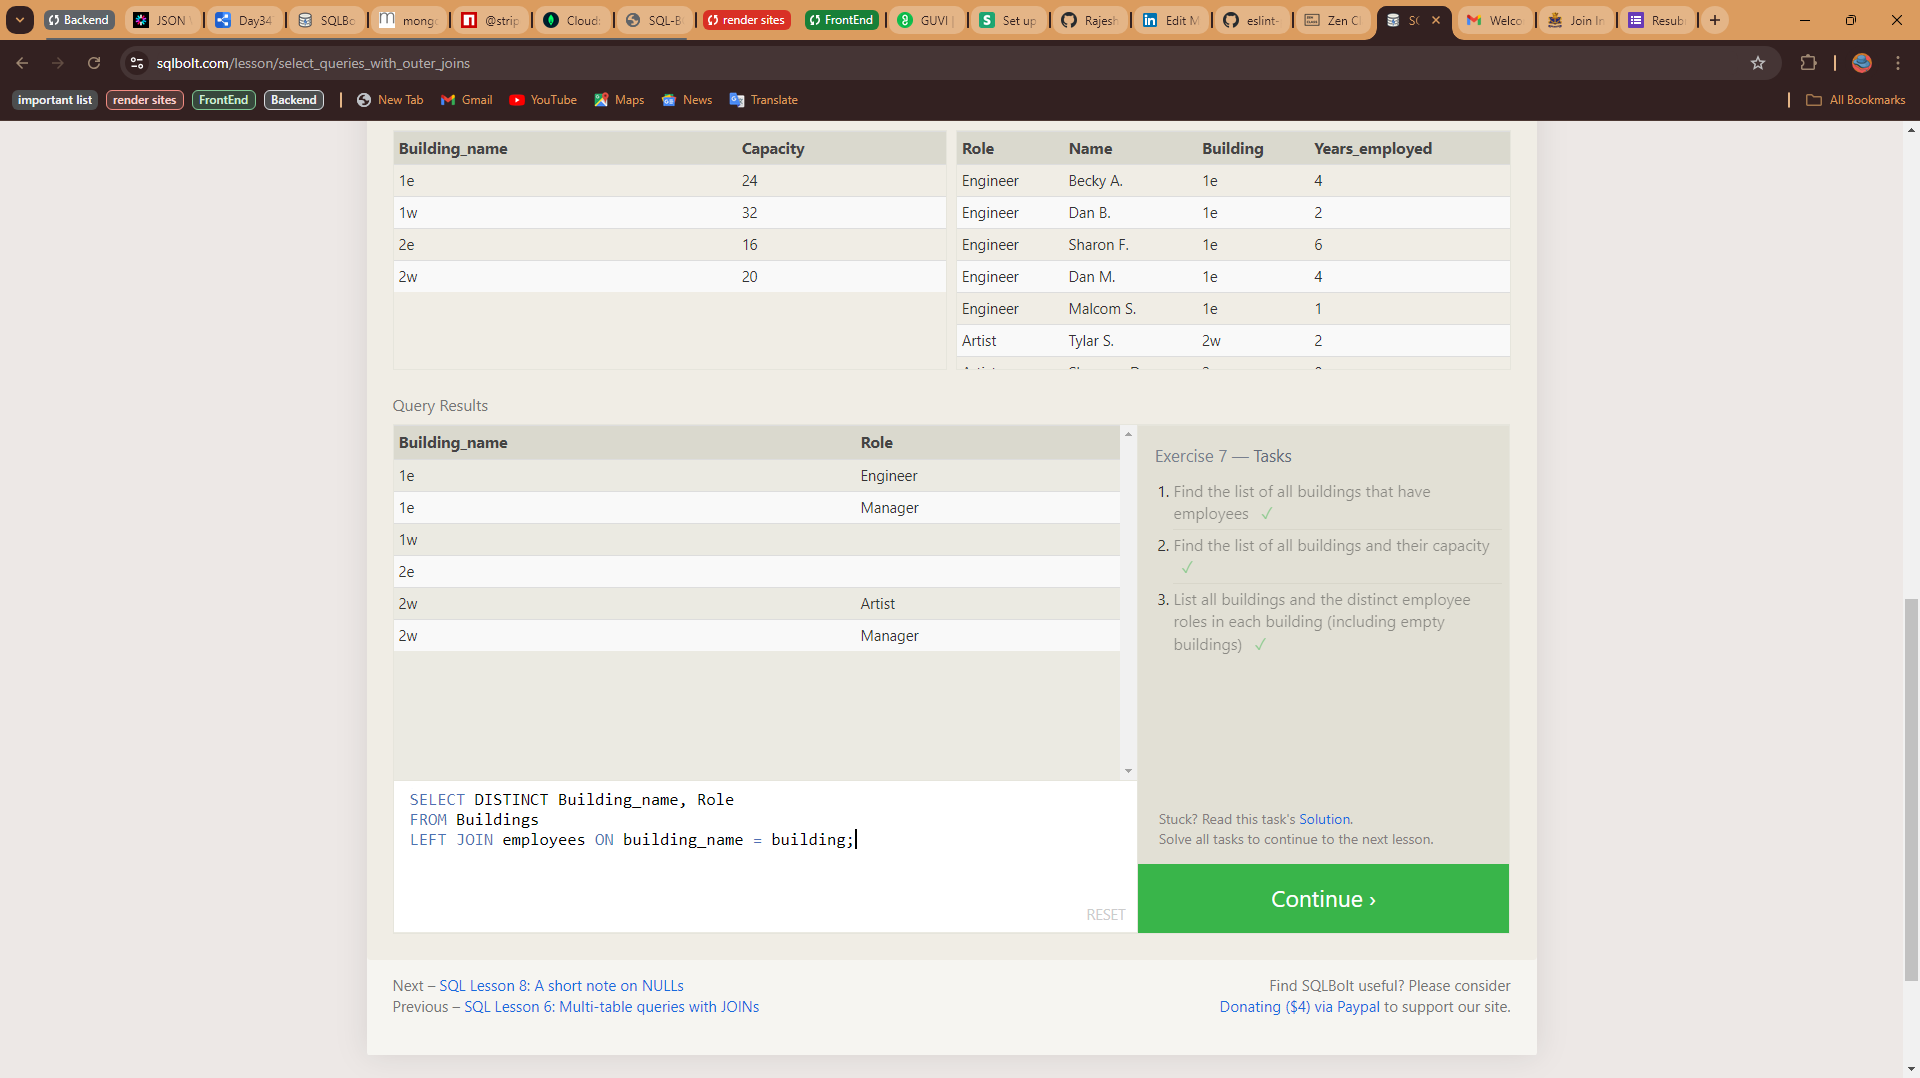 Backend
JSON
Day34
SQLBo
mong
@strip
Cloud
SQL-B
render sites
FrontEnd
GUVI |
Set up
Rajesh
Edit M
eslint-
Zen Cl
Welco
Join In
Resub
sqlbolt.com/lesson/select_queries_with_outer_joins
important list
render sites
FrontEnd
Backend
New Tab
Gmail
YouTube
Maps
News
Translate
All Bookmarks
Building_name Capacity
1e 24
1w 32
2e 16
2w 20
Role Name Building Years_employed
Engineer Becky A. 1e 4
Engineer Dan B. 1e 2
Engineer Sharon F. 1e 6
Engineer Dan M. 1e 4
Engineer Malcom S. 1e 1
Artist Tylar S. 2w 2
Query Results
Building_name Role
1e Engineer
1e Manager
1w
2e
2w Artist
2w Manager
Exercise 7 — Tasks
1. Find the list of all buildings that have
employees ✓
2. Find the list of all buildings and their capacity
✓
3. List all buildings and the distinct employee
roles in each building (including empty
buildings) ✓
SELECT DISTINCT Building_name, Role
FROM Buildings
LEFT JOIN employees ON building_name = building;
RESET
Stuck? Read this task's Solution.
Solve all tasks to continue to the next lesson.
Continue ›
Next – SQL Lesson 8: A short note on NULLs
Previous – SQL Lesson 6: Multi-table queries with JOINs
Find SQLBolt useful? Please consider
Donating ($4) via Paypal to support our site.